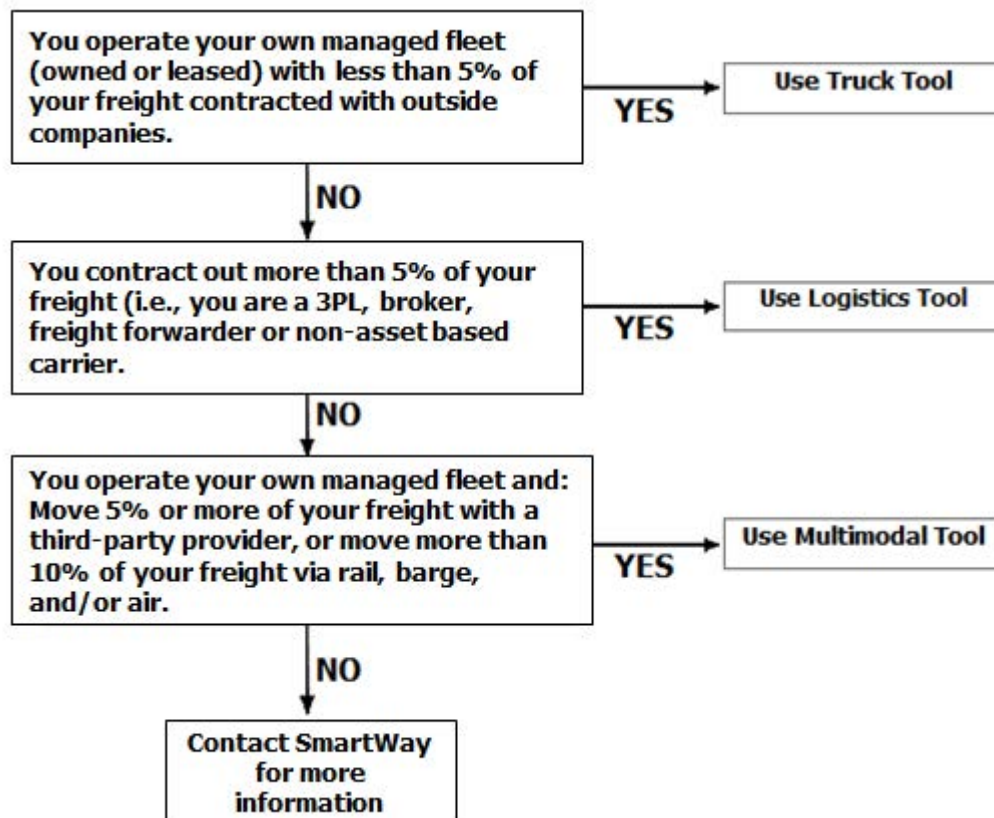 You operate your own managed fleet
(owned or leased) with less than 5% of
your freight contracted with outside
companies.
YES
Use Truck Tool
NO
You contract out more than 5% of your
freight (i.e., you are a 3PL, broker,
freight forwarder or non-asset based
carrier.
YES
Use Logistics Tool
NO
You operate your own managed fleet and:
Move 5% or more of your freight with a
third-party provider, or move more than
10% of your freight via rail, barge,
and/or air.
YES
Use Multimodal Tool
NO
Contact SmartWay
for more
information